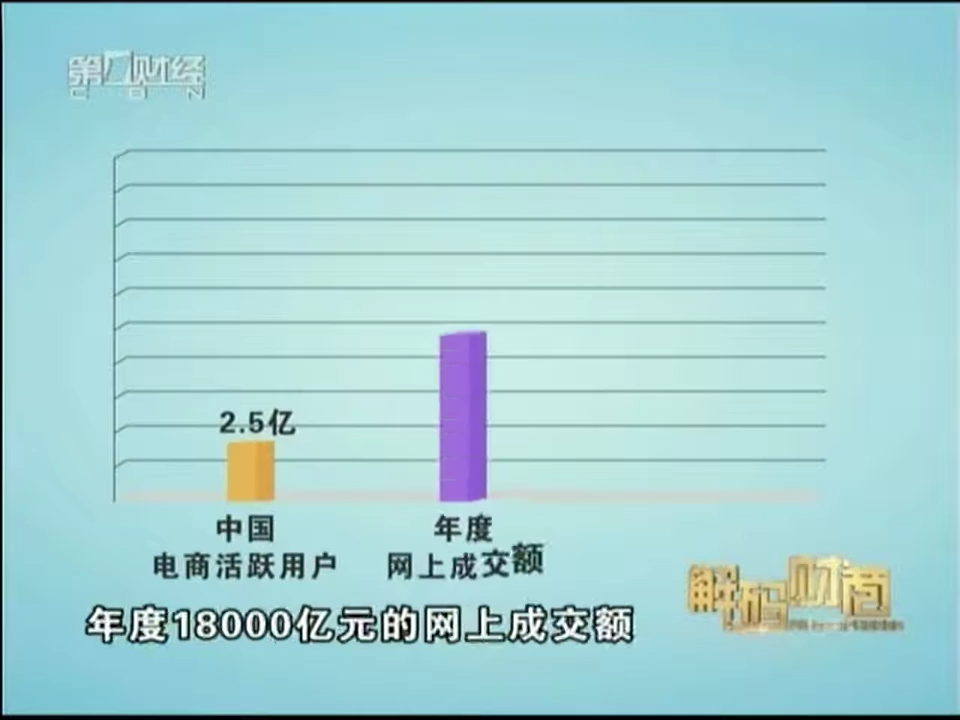 第一财经
CBN
2.5亿
中国
电商活跃用户
年度
网上成交额
年度18000亿元的网上成交额
解码财商